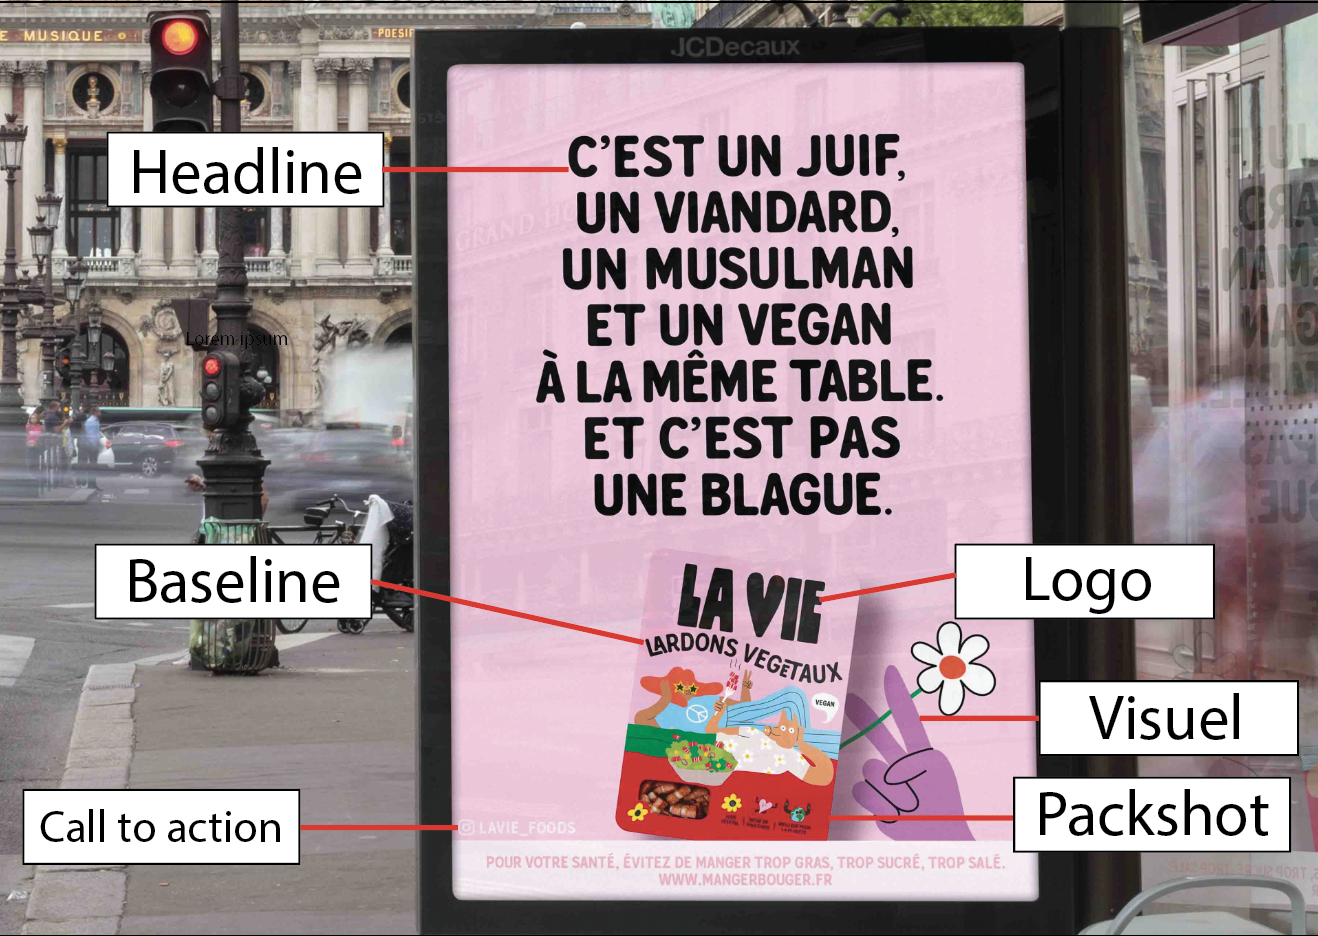 E MUSIQUE
POESIE
JCDecaux
Headline
C’EST UN JUIF,
UN VIANDARD,
UN MUSULMAN
ET UN VEGAN
À LA MÊME TABLE.
ET C’EST PAS
UNE BLAGUE.
GRAND HO
Lorem ipsum
Baseline
Logo
LA VIE
LARDONS VEGETAUX
VEGAN
Visuel
Packshot
Call to action
LAVIE_FOODS
POUR VOTRE SANTÉ, ÉVITEZ DE MANGER TROP GRAS, TROP SUCRÉ, TROP SALÉ.
WWW.MANGERBOUGER.FR